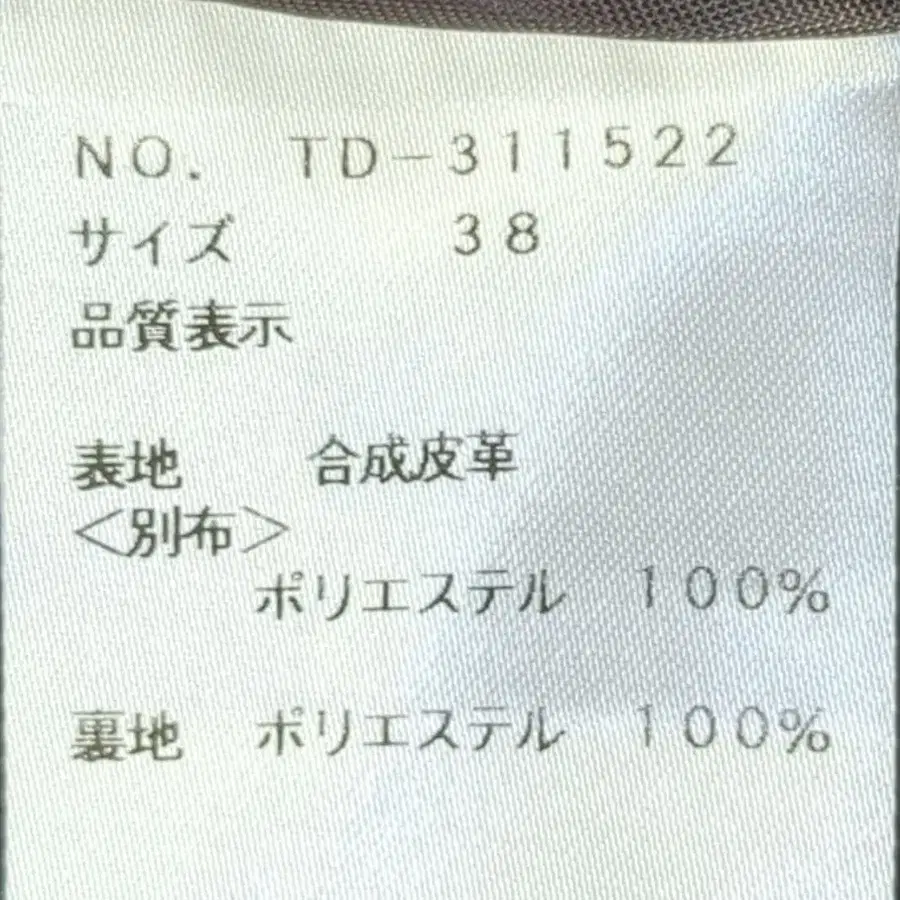 NO. TD-311522
サイズ 38
品質表示
表地 合成皮革
<別布>
ポリエステル 100%
裏地 ポリエステル 100%